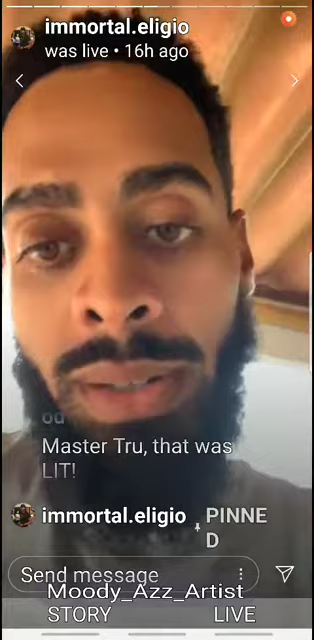 immortal.eligio
was live • 16h ago
Master Tru, that was
LIT!
immortal.eligio PINNE
D
Send message
Moody_Azz_Artist
STORY LIVE